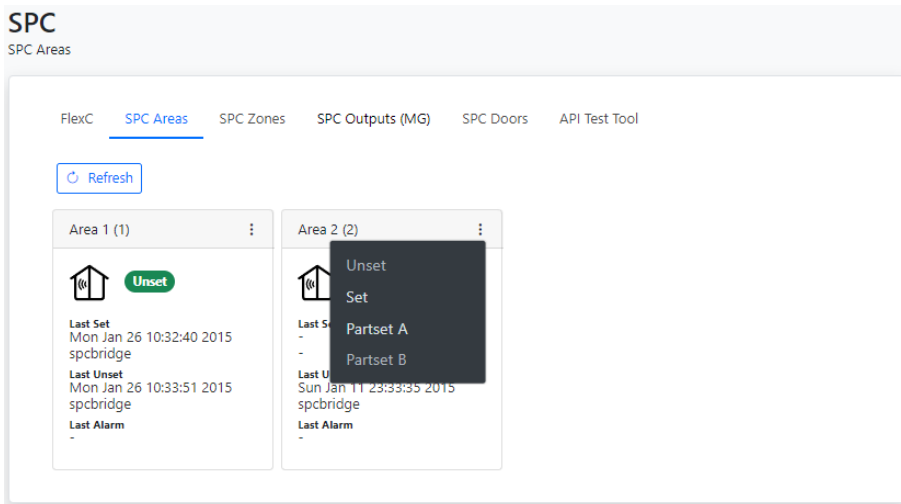 SPC
SPC Areas
FlexC SPC Areas SPC Zones SPC Outputs (MG) SPC Doors API Test Tool
Refresh
Area 1 (1)
Unset
Last Set
Mon Jan 26 10:32:40 2015
spcbridge
Last Unset
Mon Jan 26 10:33:51 2015
spcbridge
Last Alarm
-
Area 2 (2)
Unset
Set
Partset A
Partset B
Last
-
-
Last
Sun Jan 11 23:33:35 2015
spcbridge
Last Alarm
-